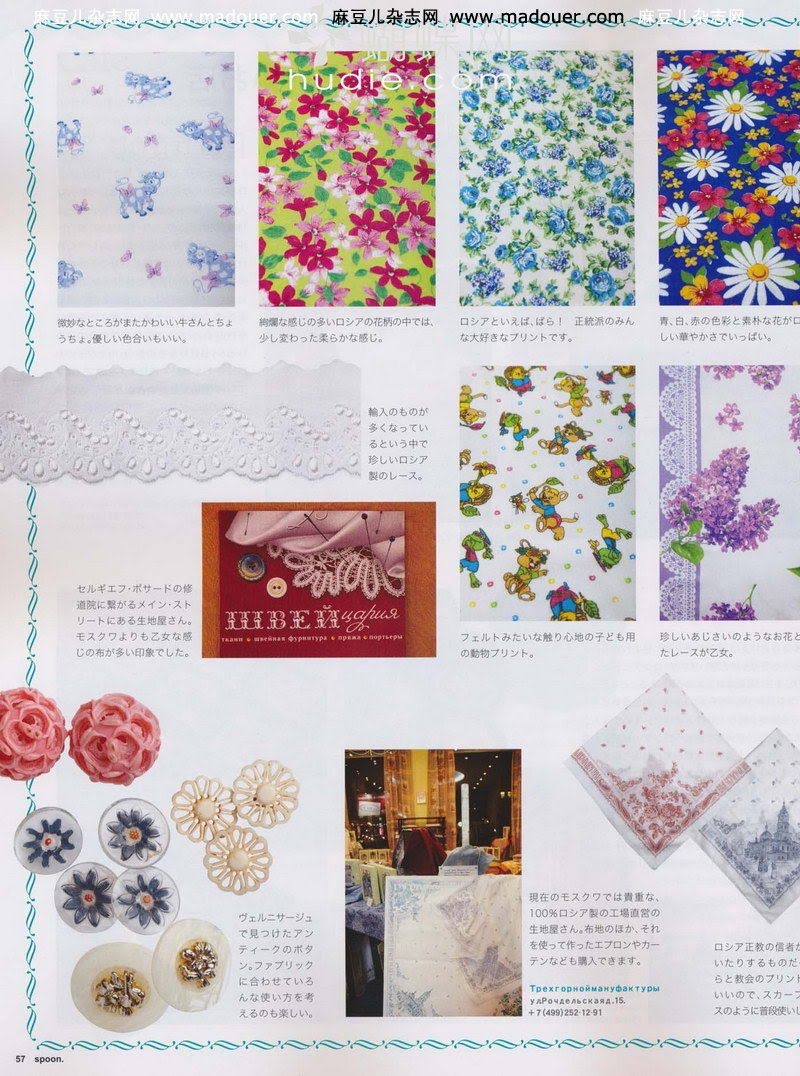 麻豆儿杂志网 www.madouer.com 麻豆儿杂志网 www.madouer.com 麻豆儿杂志网
蝴蝶网
hudie.com
微妙なところがまたかわいい牛さんとちょ
うちょ。優しい色合いもいい。
絢爛な感じの多いロシアの花柄の中では、
少し変わった柔らかな感じ。
ロシアといえば、ばら！ 正統派のみん
な大好きなプリントです。
青、白、赤の色彩と素朴な花がロ
しい華やかさでいっぱい。
輸入のものが
多くなってい
るという中で
珍しいロシア
製のレース。
セルギエフ・ポサードの修
道院に繋がるメイン・スト
リートにある生地屋さん。
モスクワよりも乙女な感
じの布が多い印象でした。
ШВЕЙцария
ткани • швейная фурнитура • пряжа • портьеры
フェルトみたいな触り心地の子ども用
の動物プリント。
珍しいあじさいのようなお花と
たレースが乙女。
ヴェルニサージュ
で見つけたアン
ティークのボタ
ン。ファブリック
に合わせていろ
んな使い方を考
えるのも楽しい。
現在のモスクワでは貴重な、
100%ロシア製の工場直営の
生地屋さん。布地のほか、それ
を使って作ったエプロンやカー
テンなども購入できます。
Трехгорноймануфактуры
улРочдельскаяд.15.
+7(499)252-12-91
ロシア正教の信者が
いたりするものだ
らと教会のプリント
いいので、スカーフ
スのように普段使いし
57 spoon.